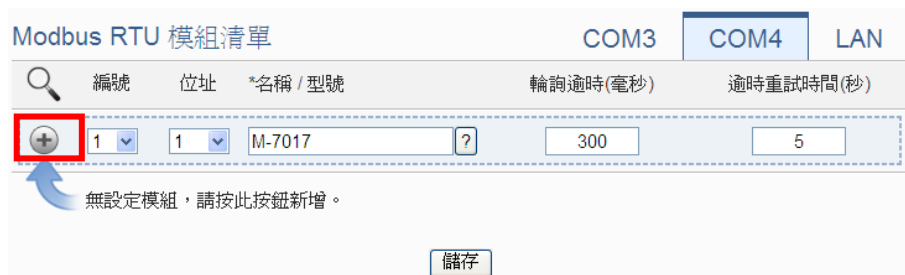 Modbus RTU 模組清單 COM3 COM4 LAN
編號 位址 *名稱 / 型號 輪詢逾時(毫秒) 逾時重試時間(秒)
1 1 M-7017 ? 300 5
無設定模組，請按此按鈕新增。
儲存